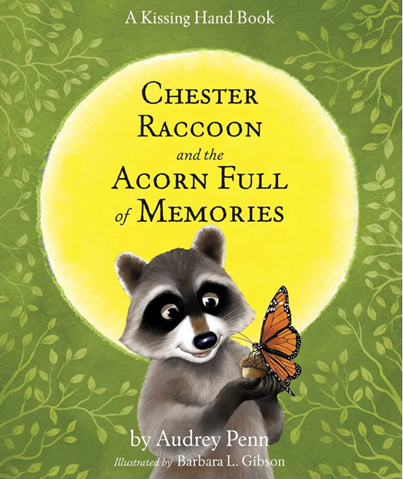 A Kissing Hand Book
CHESTER
RACCOON
and the
ACORN FULL
of MEMORIES
by Audrey Penn
Illustrated by Barbara L. Gibson